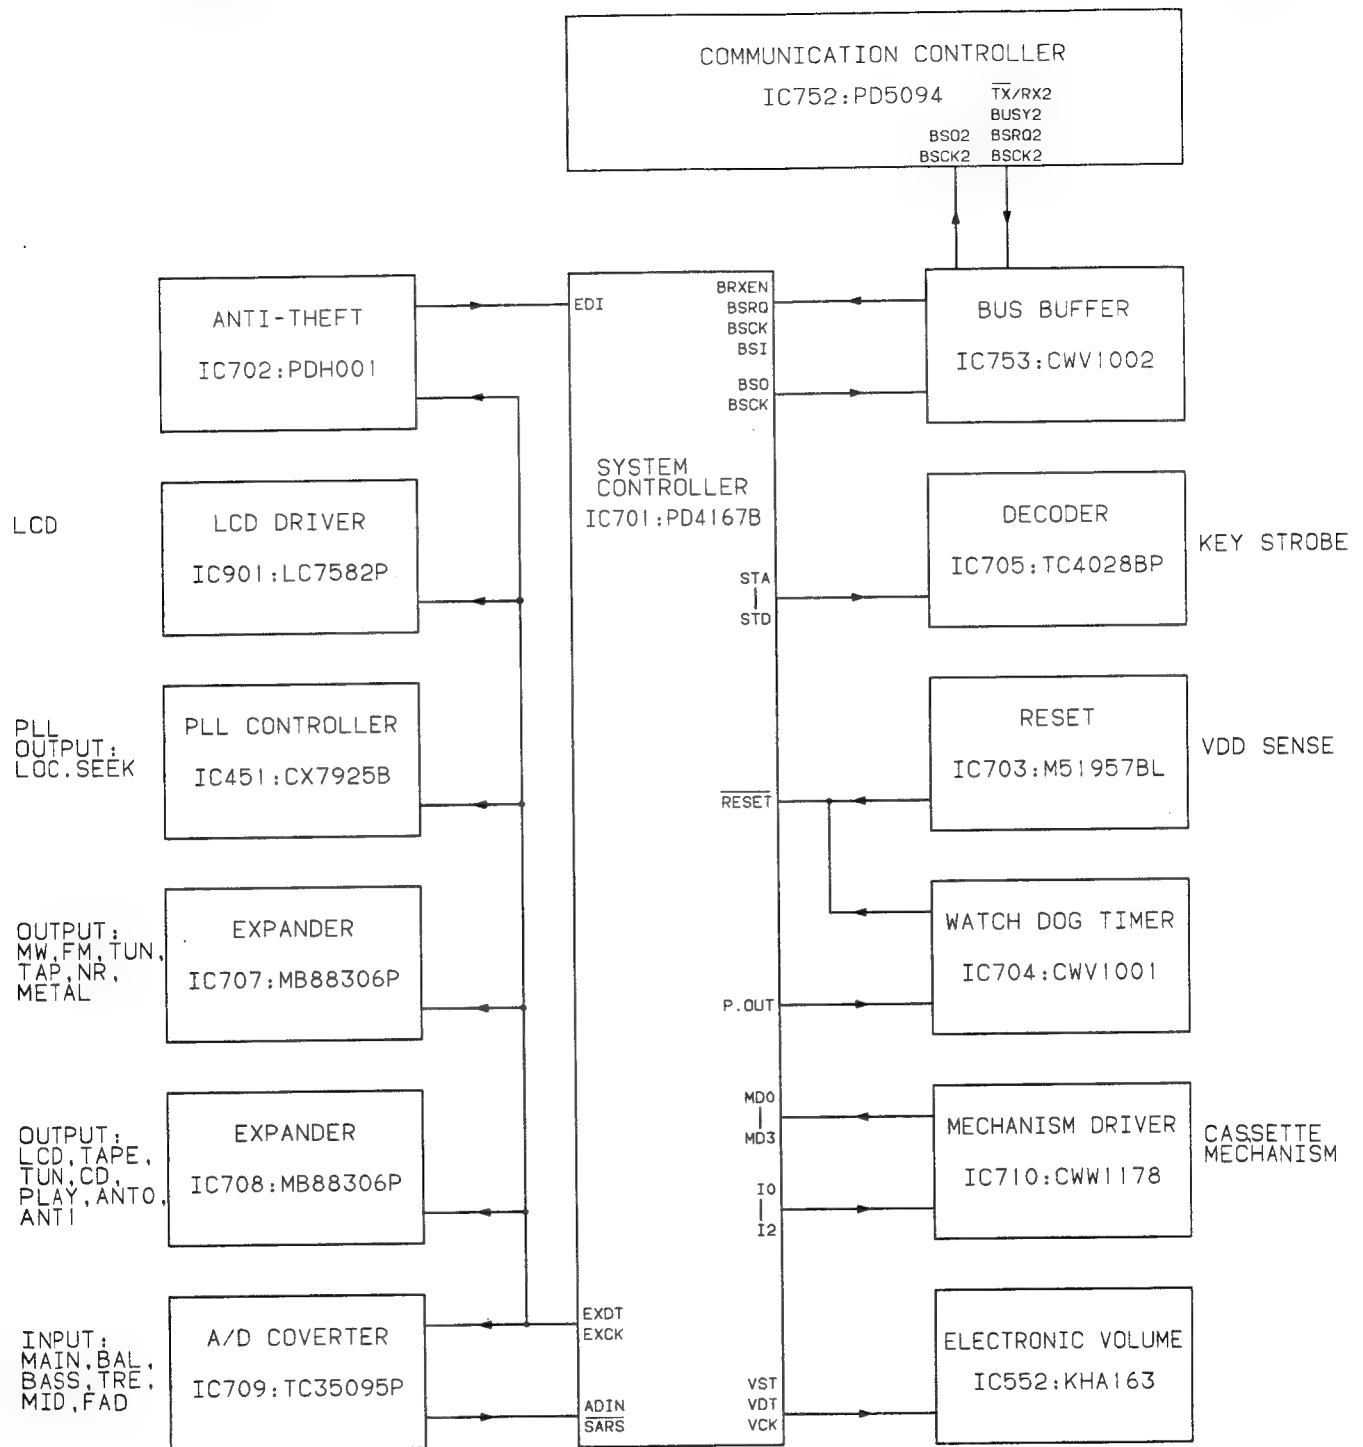 COMMUNICATION CONTROLLER
IC752:PD5094
TX/RX2
BUSY2
BSO2 BSRQ2
BSCK2 BSCK2
ANTI-THEFT
IC702:PDH001
EDI
BRXEN
BSRQ
BSCK
BSI
BSO
BSCK
BUS BUFFER
IC753:CWV1002
SYSTEM
CONTROLLER
IC701:PD4167B
LCD
LCD DRIVER
IC901:LC7582P
STA
STD
DECODER
IC705:TC4028BP
KEY STROBE
PLL
OUTPUT:
LOC.SEEK
PLL CONTROLLER
IC451:CX7925B
RESET
RESET
IC703:M51957BL
VDD SENSE
OUTPUT:
MW,FM,TUN,
TAP,NR,
METAL
EXPANDER
IC707:MB88306P
P.OUT
WATCH DOG TIMER
IC704:CWV1001
OUTPUT:
LCD,TAPE,
TUN,CD,
PLAY,ANTO,
ANTI
EXPANDER
IC708:MB88306P
MD0
MD3
I0
I2
MECHANISM DRIVER
IC710:CWW1178
CASSETTE
MECHANISM
INPUT:
MAIN,BAL,
BASS,TRE,
MID,FAD
A/D COVERTER
IC709:TC35095P
EXDT
EXCK
ADIN
SARS
VST
VDT
VCK
ELECTRONIC VOLUME
IC552:KHA163